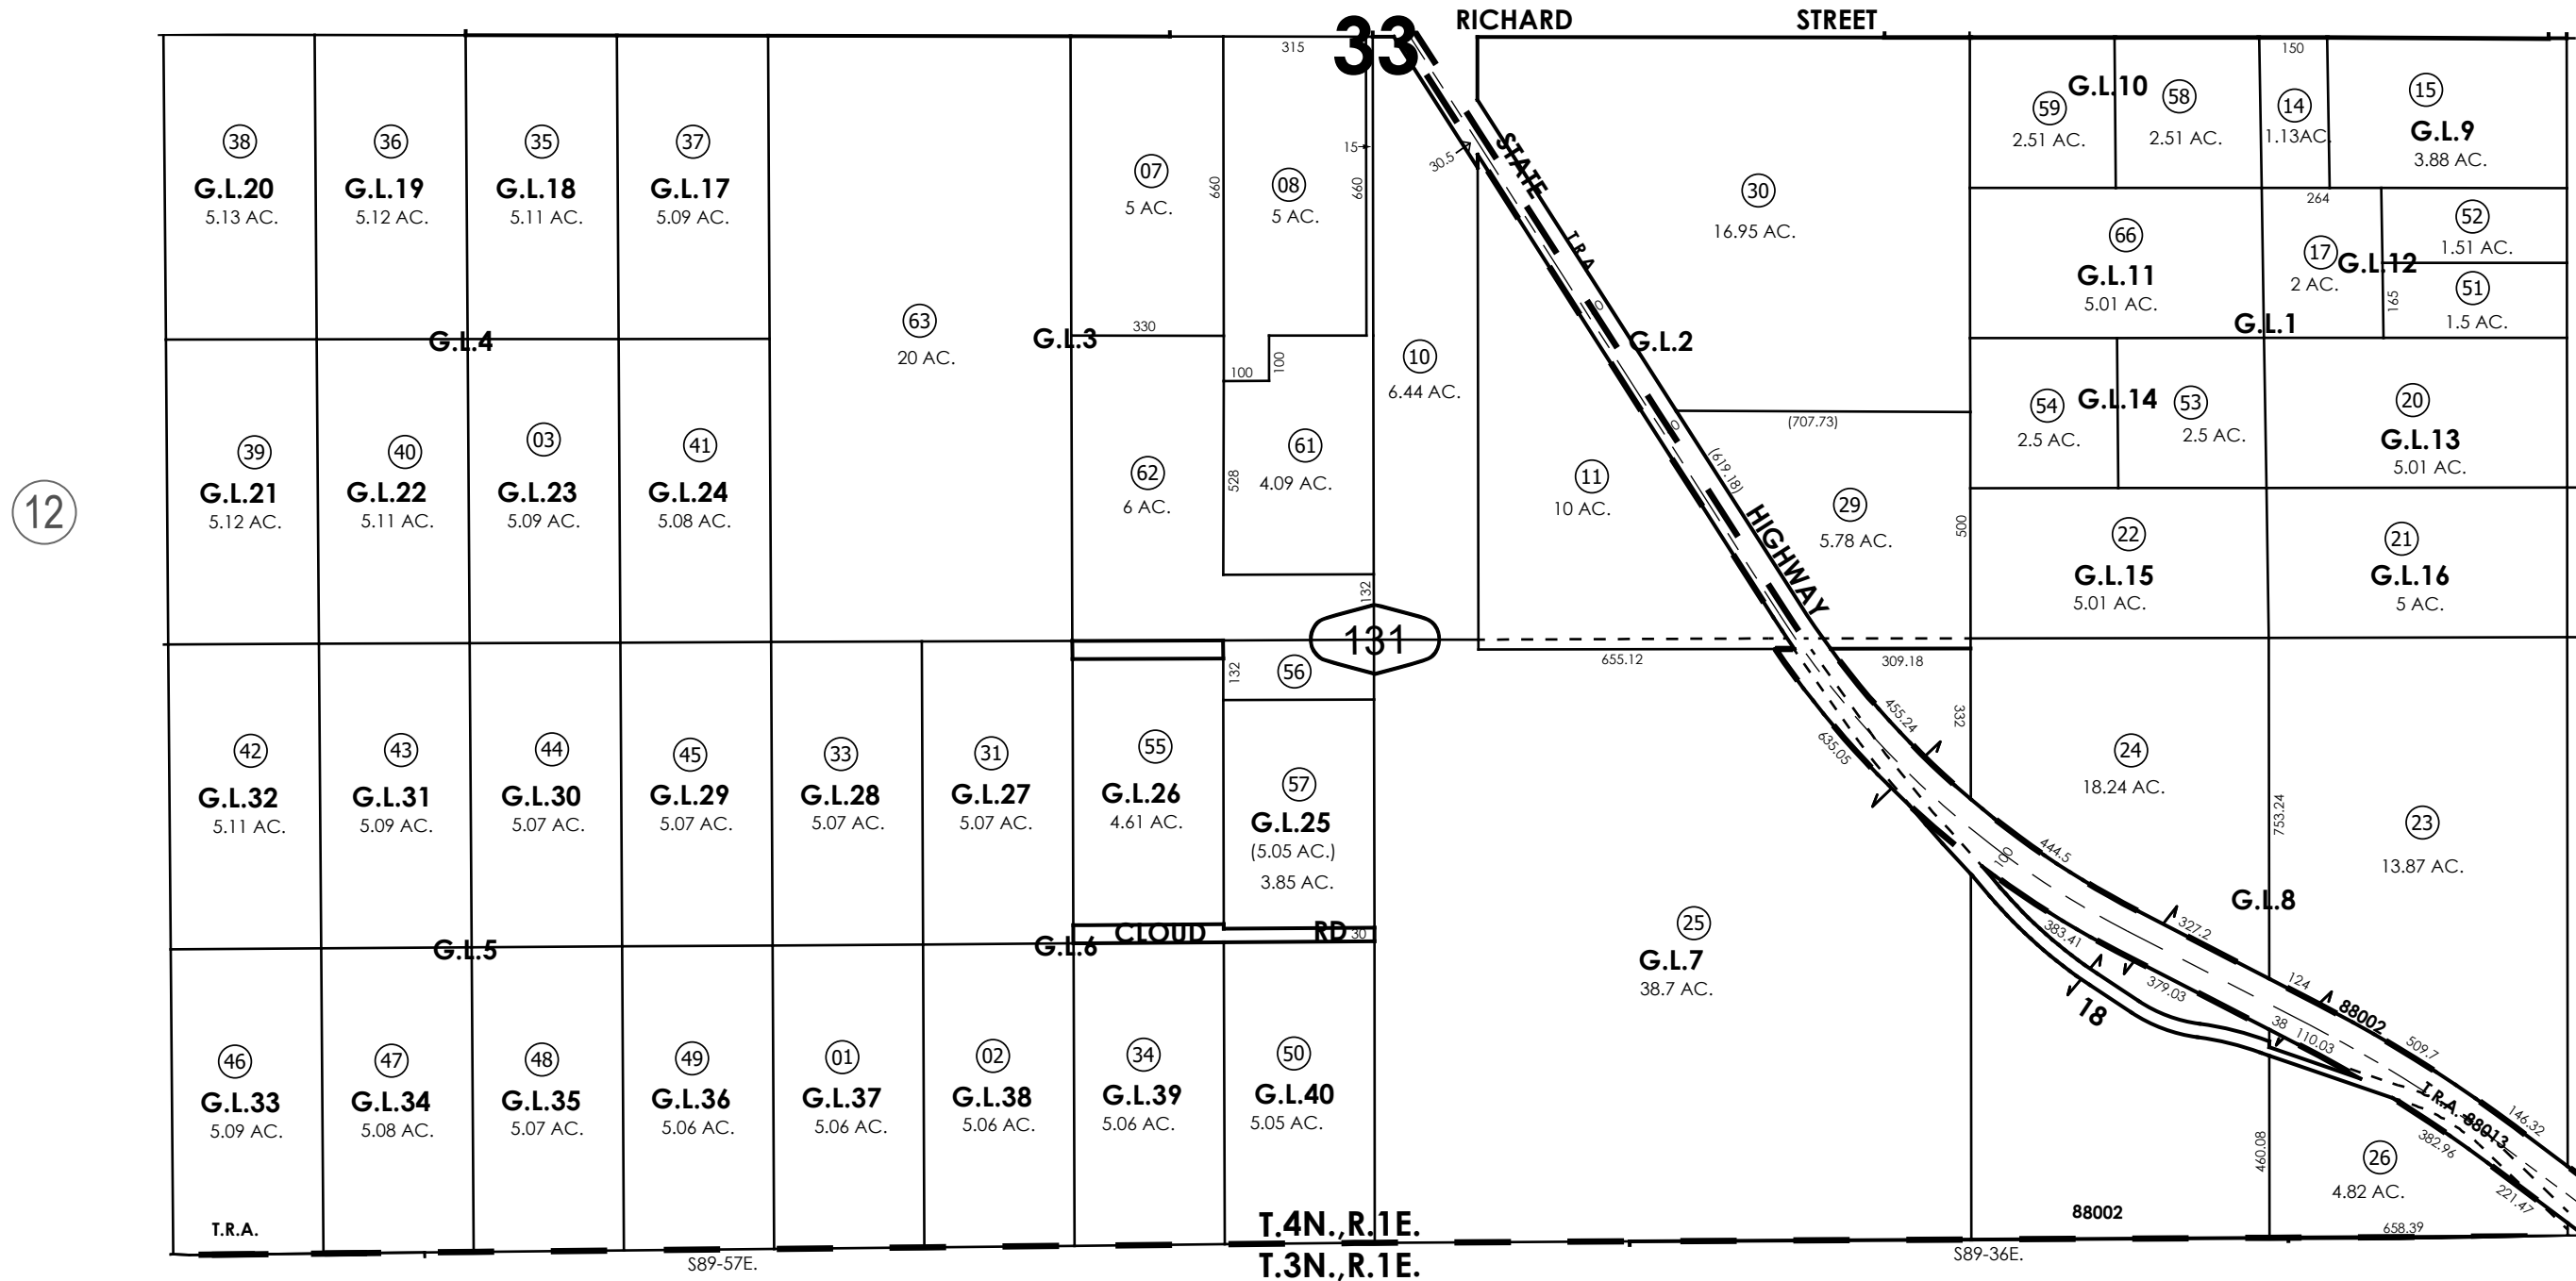 33
RICHARD STREET
315
150
38
G.L.20
5.13 AC.
36
G.L.19
5.12 AC.
35
G.L.18
5.11 AC.
37
G.L.17
5.09 AC.
07
5 AC.
660
08
5 AC.
660
15
30.5
STATE
T.R.A
30
16.95 AC.
59
2.51 AC.
G.L.10
58
2.51 AC.
14
1.13AC.
15
G.L.9
3.88 AC.
264
66
G.L.11
5.01 AC.
17
2 AC.
G.L.12
52
1.51 AC.
165
51
1.5 AC.
G.L.1
G.L.4
63
20 AC.
G.L.3
330
100
100
10
6.44 AC.
0
G.L.2
0
(707.73)
(619.18)
54
2.5 AC.
G.L.14
53
2.5 AC.
20
G.L.13
5.01 AC.
12
39
G.L.21
5.12 AC.
40
G.L.22
5.11 AC.
03
G.L.23
5.09 AC.
41
G.L.24
5.08 AC.
62
6 AC.
528
61
4.09 AC.
11
10 AC.
HIGHWAY
29
5.78 AC.
500
22
G.L.15
5.01 AC.
21
G.L.16
5 AC.
132
131
655.12
309.18
132
56
42
G.L.32
5.11 AC.
43
G.L.31
5.09 AC.
44
G.L.30
5.07 AC.
45
G.L.29
5.07 AC.
33
G.L.28
5.07 AC.
31
G.L.27
5.07 AC.
55
G.L.26
4.61 AC.
57
G.L.25
(5.05 AC.)
3.85 AC.
635.05
455.24
332
24
18.24 AC.
753.24
23
13.87 AC.
100
444.5
G.L.8
327.2
383.41
379.03
124
38
110.03
88002
509.7
18
25
G.L.7
38.7 AC.
G.L.5
G.L.6
CLOUD RD
30
46
G.L.33
5.09 AC.
47
G.L.34
5.08 AC.
48
G.L.35
5.07 AC.
49
G.L.36
5.06 AC.
01
G.L.37
5.06 AC.
02
G.L.38
5.06 AC.
34
G.L.39
5.06 AC.
50
G.L.40
5.05 AC.
T.R.A. 88013
146.32
382.96
221.47
460.08
26
4.82 AC.
658.39
88002
T.R.A.
T.4N.,R.1E.
T.3N.,R.1E.
S89-57E.
S89-36E.